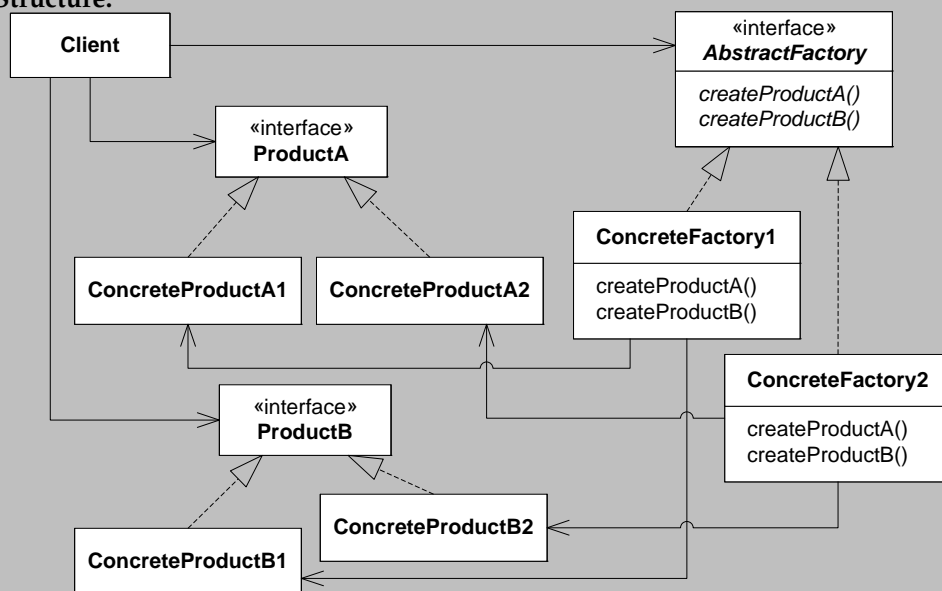 Structure:
Client
«interface»
AbstractFactory
createProductA()
createProductB()
«interface»
ProductA
ConcreteFactory1
createProductA()
createProductB()
ConcreteProductA1
ConcreteProductA2
ConcreteFactory2
createProductA()
createProductB()
«interface»
ProductB
ConcreteProductB2
ConcreteProductB1